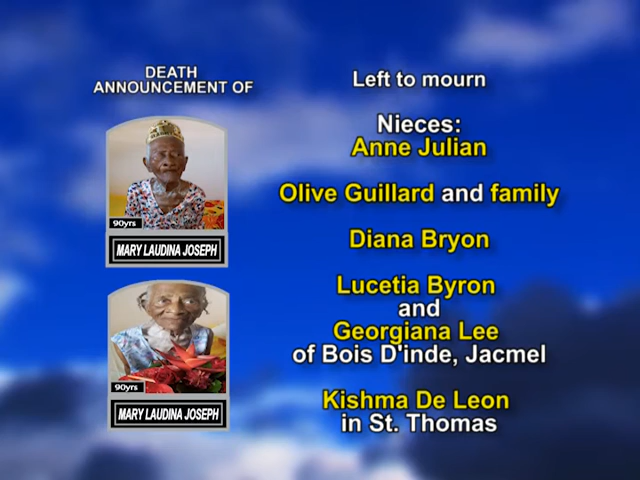 DEATH
ANNOUNCEMENT OF
90yrs
MARY LAUDINA JOSEPH
90yrs
MARY LAUDINA JOSEPH
Left to mourn
Nieces:
Anne Julian
Olive Guillard and family
Diana Bryon
Lucetia Byron
and
Georgiana Lee
of Bois D'inde, Jacmel
Kishma De Leon
in St. Thomas